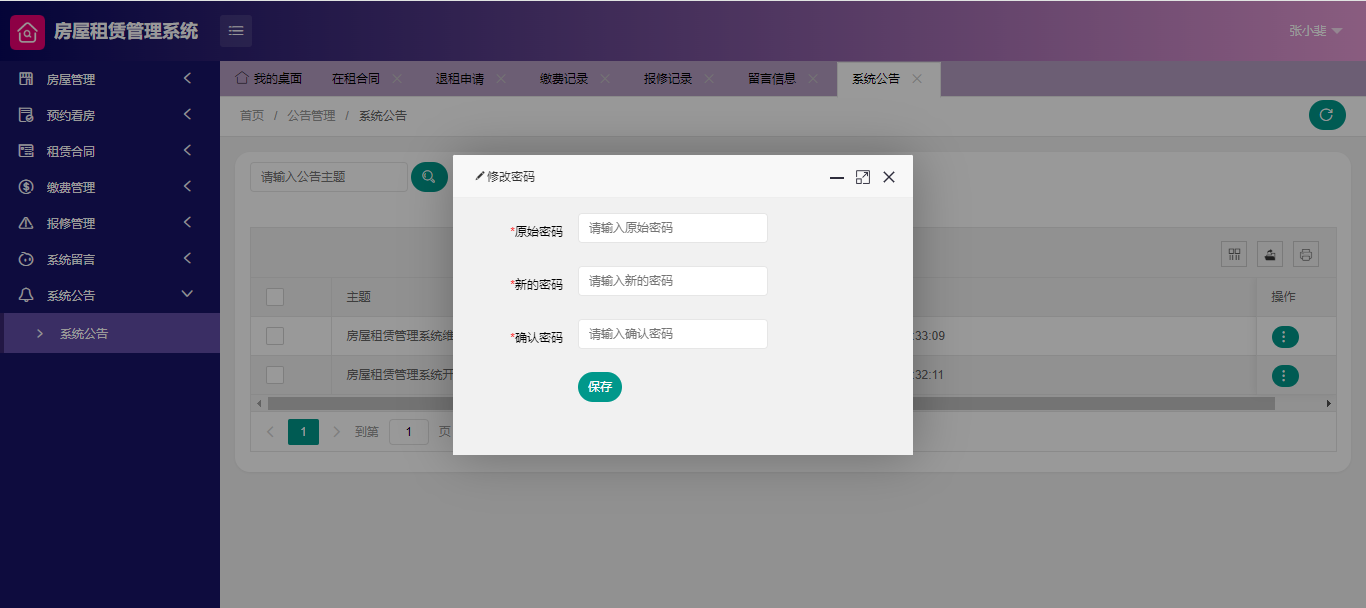 房屋租赁管理系统
张小斐
房屋管理
预约看房
租赁合同
缴费管理
报修管理
系统留言
系统公告
系统公告
我的桌面 在租合同 退租申请 缴费记录 报修记录 留言信息 系统公告
首页 / 公告管理 / 系统公告
请输入公告主题
修改密码
*原始密码 请输入原始密码
*新的密码 请输入新的密码
*确认密码 请输入确认密码
保存
主题 操作
房屋租赁管理系统维 :33:09
房屋租赁管理系统开 :32:11
1 到第 1 页